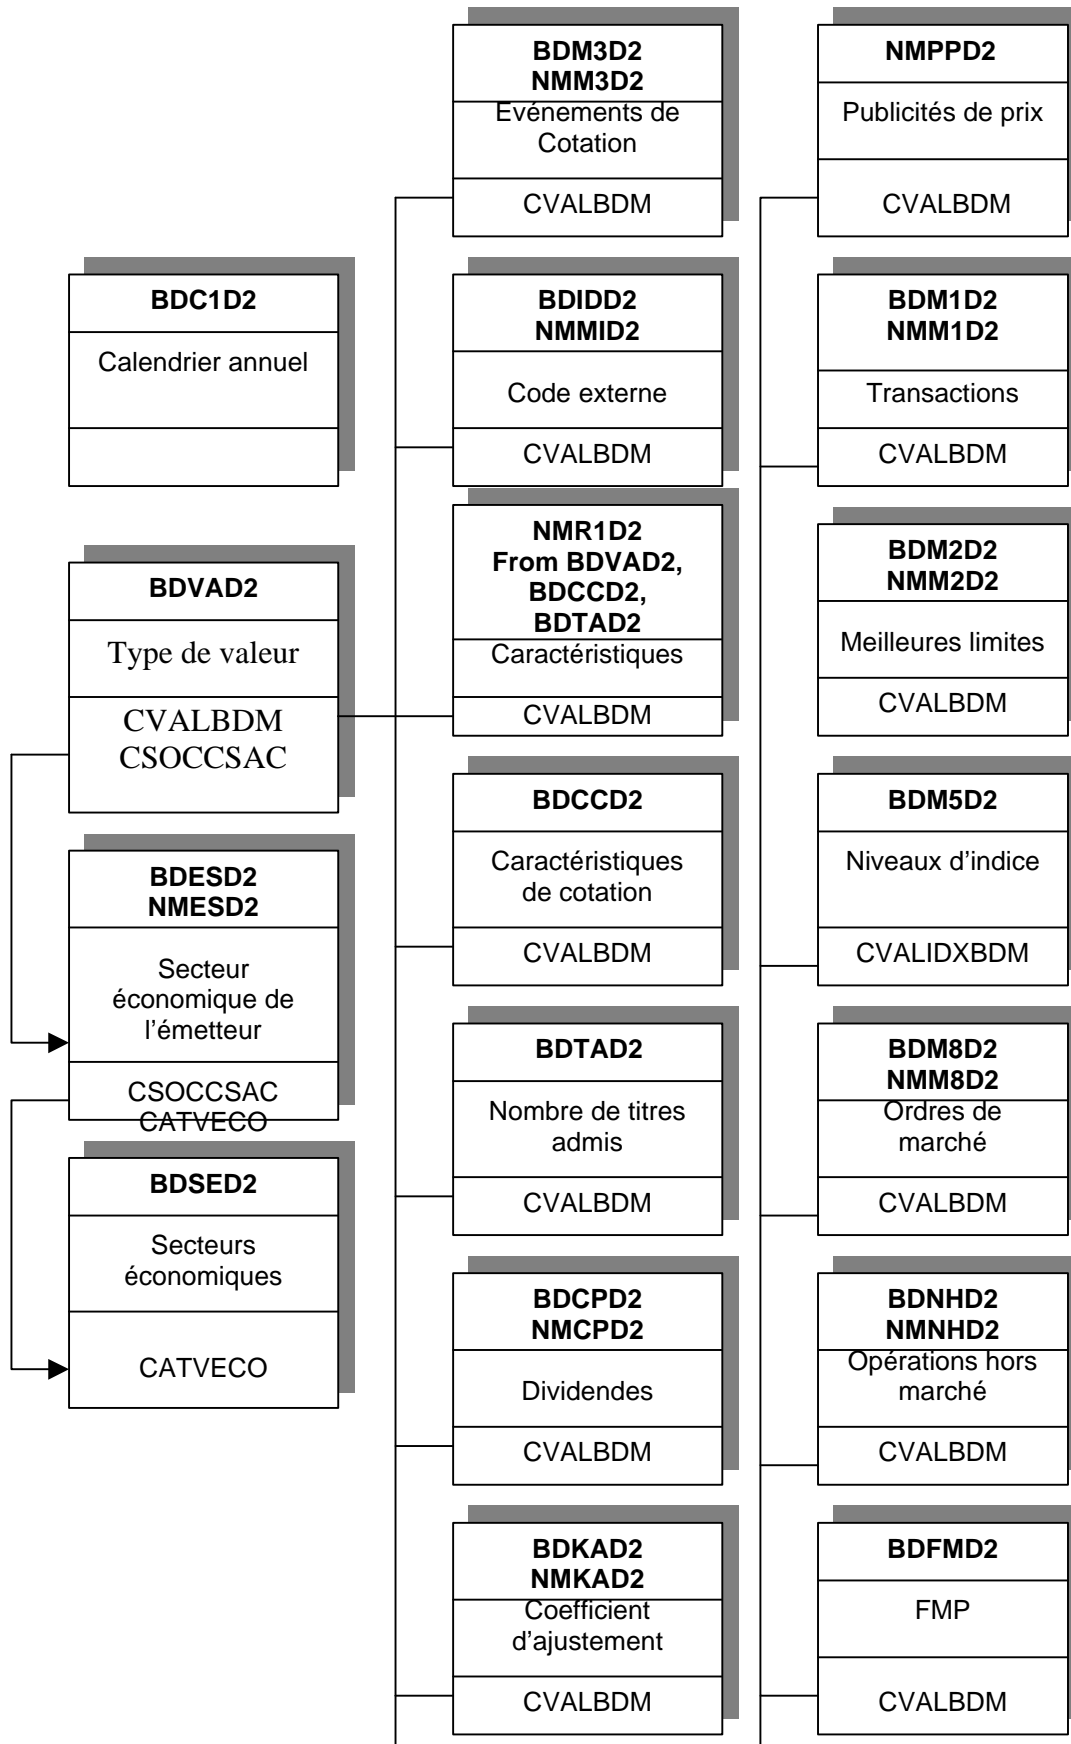 BDC1D2
Calendrier annuel
BDVAD2
Type de valeur
CVALBDM
CSOCCSAC
BDESD2
NMESD2
Secteur
économique de
l’émetteur
CSOCCSAC
CATVECO
BDSED2
Secteurs
économiques
CATVECO
BDM3D2
NMM3D2
Evénements de
Cotation
CVALBDM
BDIDD2
NMMID2
Code externe
CVALBDM
NMR1D2
From BDVAD2,
BDCCD2,
BDTAD2
Caractéristiques
CVALBDM
BDCCD2
Caractéristiques
de cotation
CVALBDM
BDTAD2
Nombre de titres
admis
CVALBDM
BDCPD2
NMCPD2
Dividendes
CVALBDM
BDKAD2
NMKAD2
Coefficient
d’ajustement
CVALBDM
NMPPD2
Publicités de prix
CVALBDM
BDM1D2
NMM1D2
Transactions
CVALBDM
BDM2D2
NMM2D2
Meilleures limites
CVALBDM
BDM5D2
Niveaux d’indice
CVALIDXBDM
BDM8D2
NMM8D2
Ordres de
marché
CVALBDM
BDNHD2
NMNHD2
Opérations hors
marché
CVALBDM
BDFMD2
FMP
CVALBDM